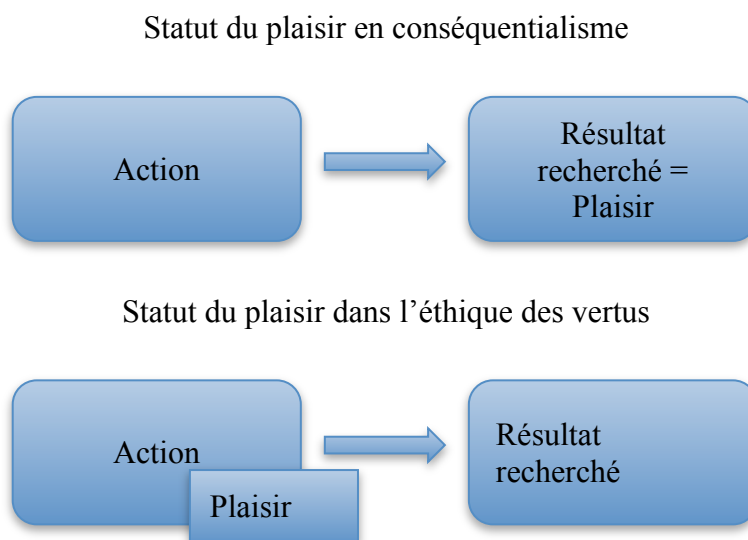 Statut du plaisir en conséquentialisme
Action
Résultat
recherché =
Plaisir
Statut du plaisir dans l’éthique des vertus
Action
Plaisir
Résultat
recherché